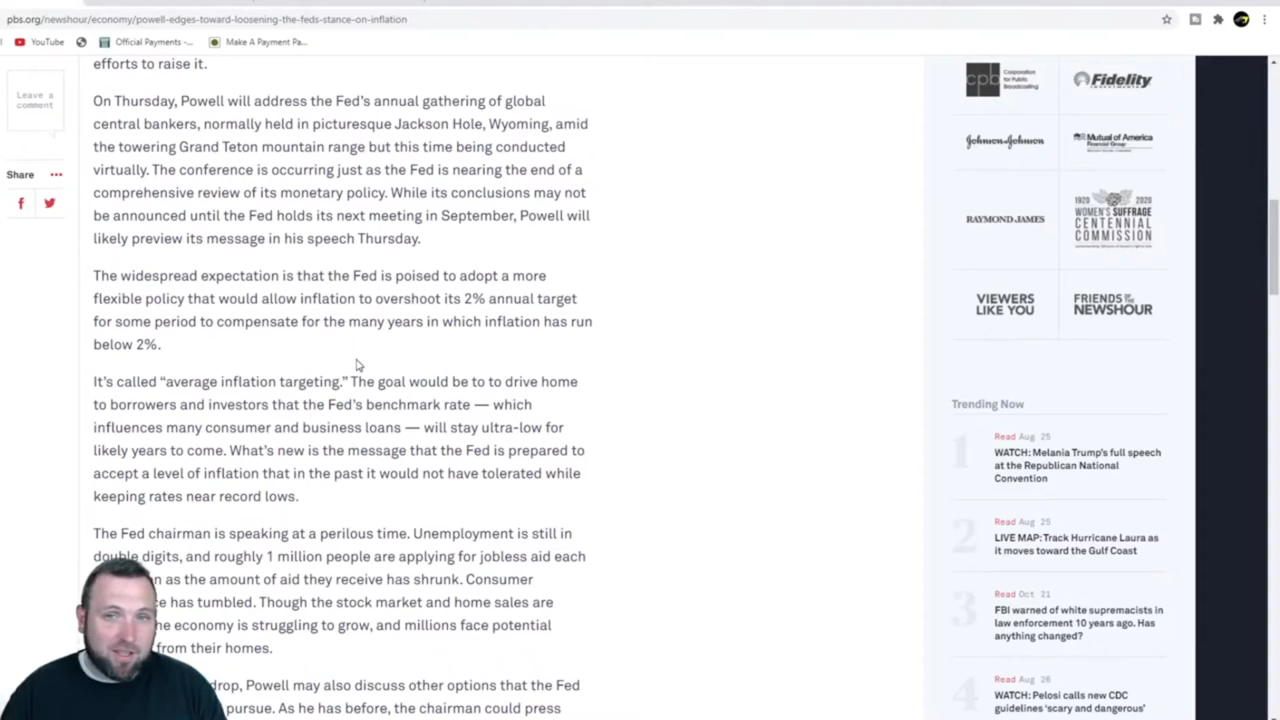 pbs.org/newshour/economy/powell-edges-toward-loosening-the-feds-stance-on-inflation
YouTube
Official Payments -...
Make A Payment Pa...
Leave a
comment
Share
efforts to raise it.
On Thursday, Powell will address the Fed's annual gathering of global
central bankers, normally held in picturesque Jackson Hole, Wyoming, amid
the towering Grand Teton mountain range but this time being conducted
virtually. The conference is occurring just as the Fed is nearing the end of a
comprehensive review of its monetary policy. While its conclusions may not
be announced until the Fed holds its next meeting in September, Powell will
likely preview its message in his speech Thursday.
The widespread expectation is that the Fed is poised to adopt a more
flexible policy that would allow inflation to overshoot its 2% annual target
for some period to compensate for the many years in which inflation has run
below 2%.
It's called “average inflation targeting.” The goal would be to to drive home
to borrowers and investors that the Fed's benchmark rate — which
influences many consumer and business loans — will stay ultra-low for
likely years to come. What's new is the message that the Fed is prepared to
accept a level of inflation that in the past it would not have tolerated while
keeping rates near record lows.
The Fed chairman is speaking at a perilous time. Unemployment is still in
double digits, and roughly 1 million people are applying for jobless aid each
as the amount of aid they receive has shrunk. Consumer
has tumbled. Though the stock market and home sales are
economy is struggling to grow, and millions face potential
from their homes.
drop, Powell may also discuss other options that the Fed
pursue. As he has before, the chairman could press
cpb Corporation
for Public
Broadcasting
Fidelity
INVESTMENTS
Johnson & Johnson
Mutual of America
Financial Group
RAYMOND JAMES
1920 2020
WOMEN'S SUFFRAGE
CENTENNIAL
COMMISSION
VIEWERS
LIKE YOU
FRIENDS OF THE
NEWSHOUR
Trending Now
1
Read Aug 25
WATCH: Melania Trump's full speech
at the Republican National
Convention
2
Read Aug 25
LIVE MAP: Track Hurricane Laura as
it moves toward the Gulf Coast
3
Read Oct 21
FBI warned of white supremacists in
law enforcement 10 years ago. Has
anything changed?
4
Read Aug 26
WATCH: Pelosi calls new CDC
guidelines ‘scary and dangerous’